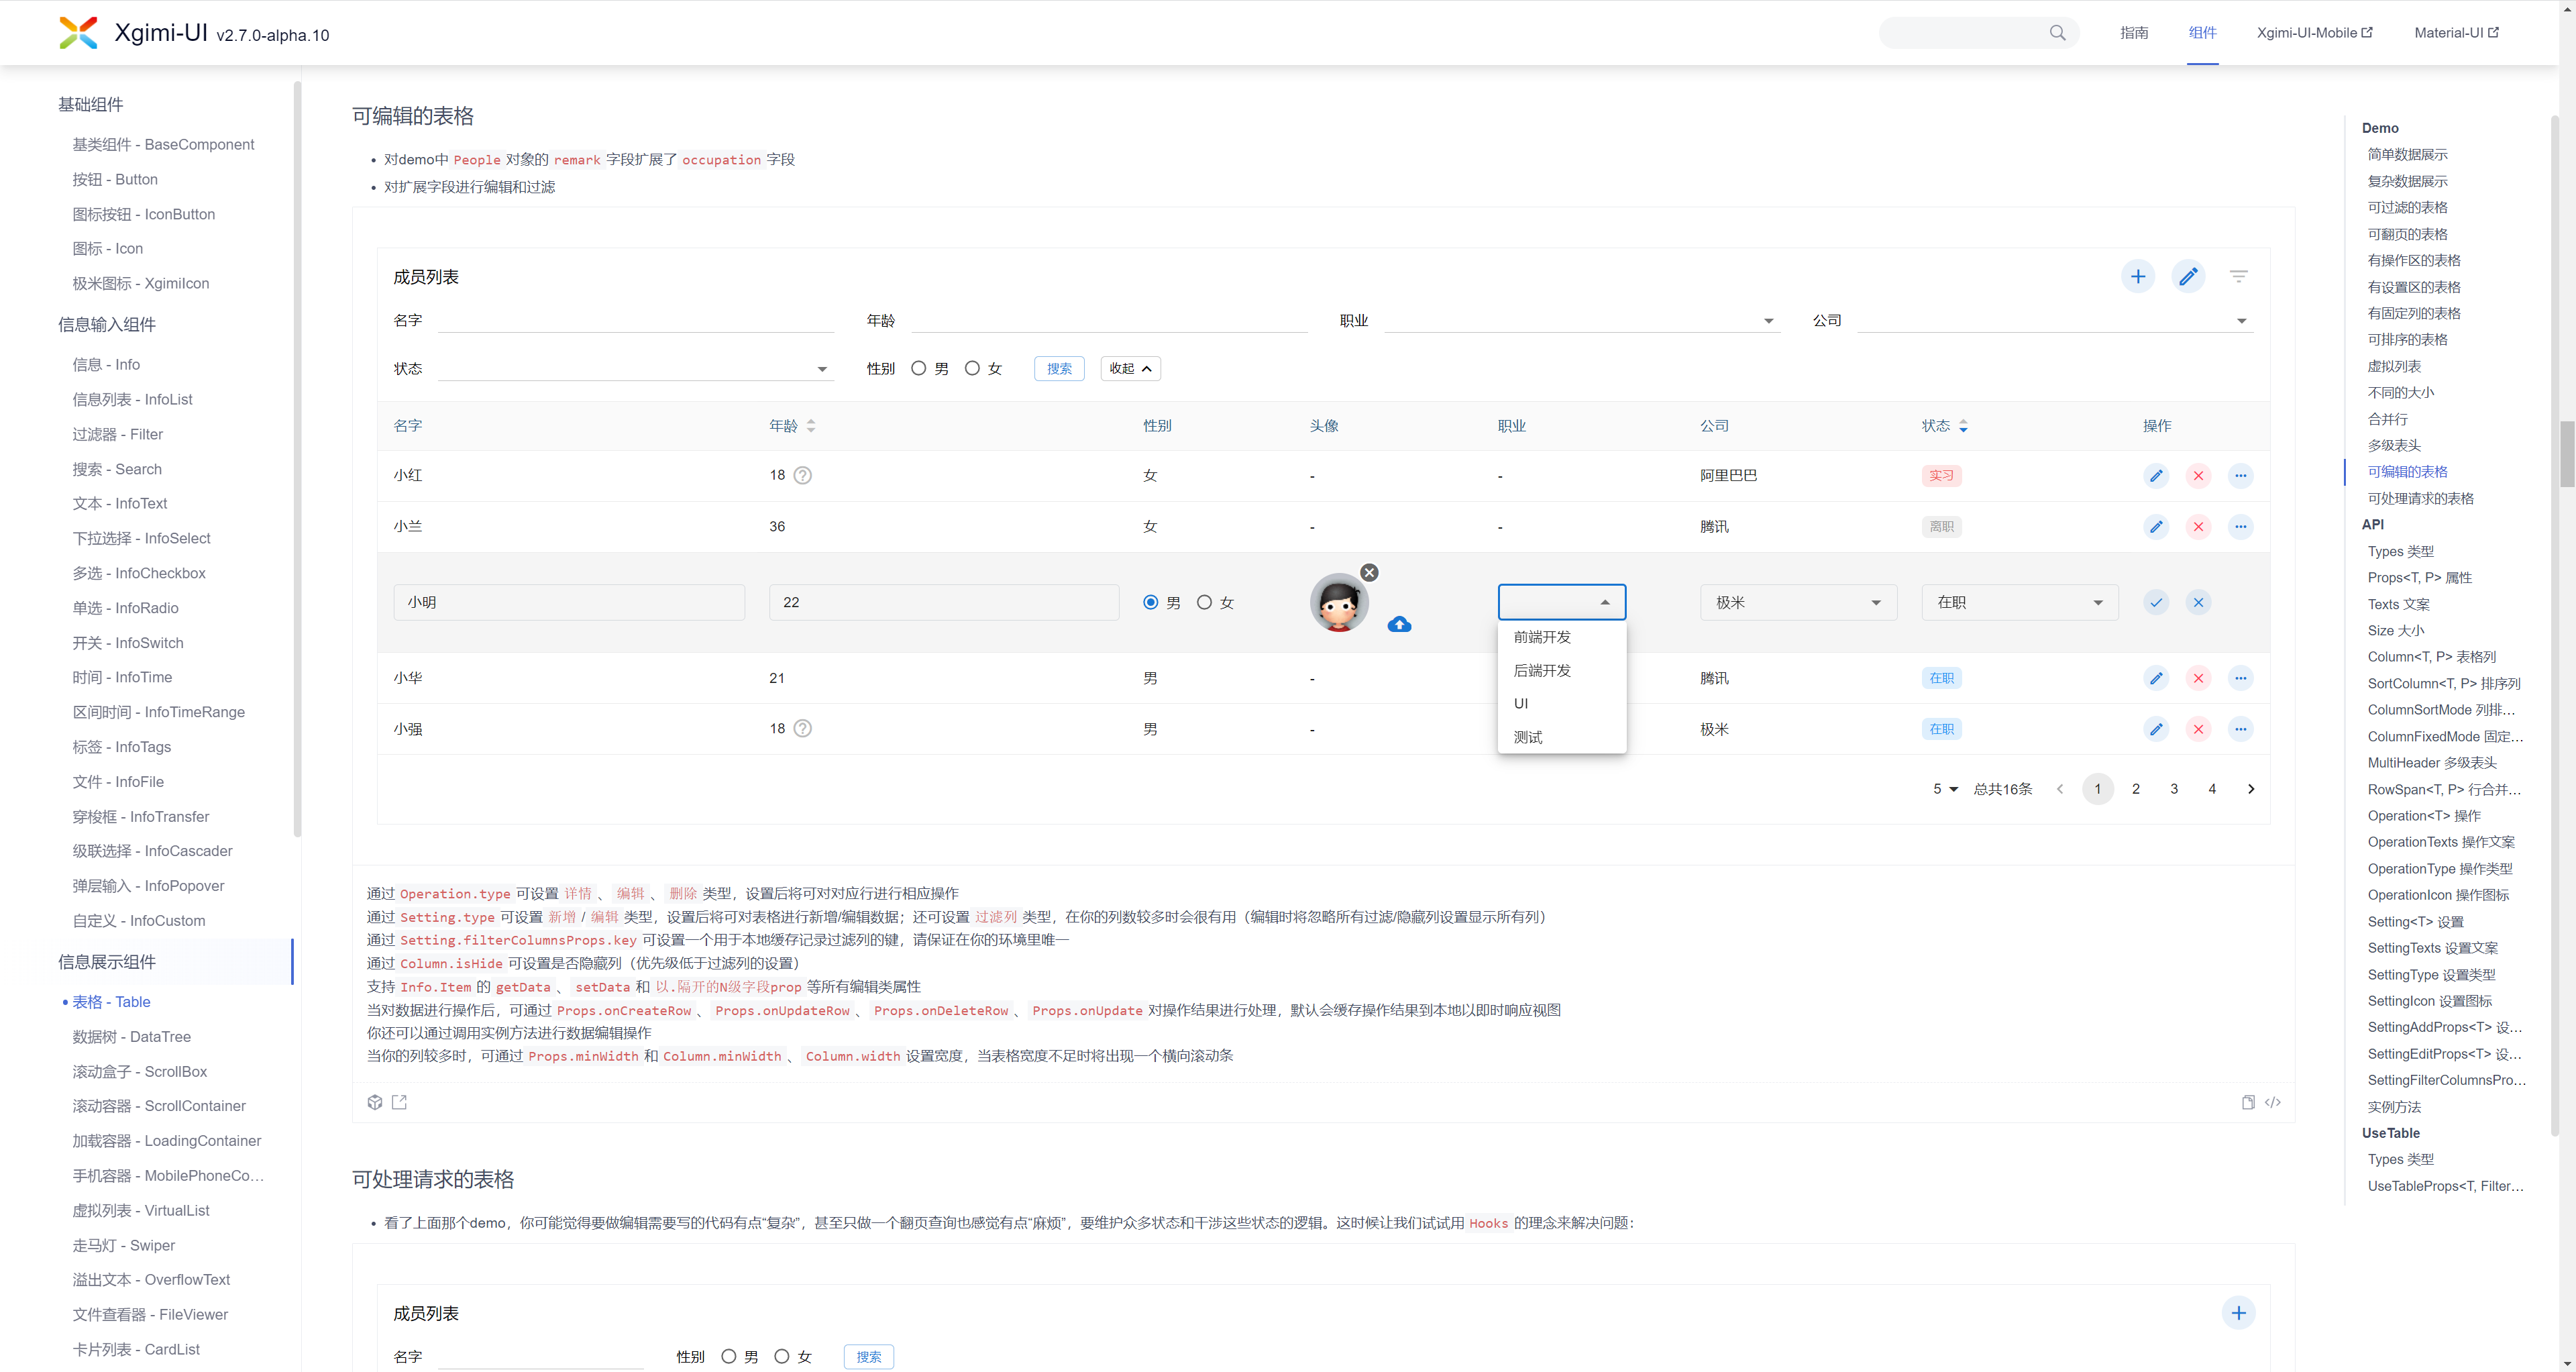 Xgimi-UI v2.7.0-alpha.10
指南
组件
Xgimi-UI-Mobile
Material-UI
基础组件
基类组件 - BaseComponent
按钮 - Button
图标按钮 - IconButton
图标 - Icon
极米图标 - XgimiIcon
信息输入组件
信息 - Info
信息列表 - InfoList
过滤器 - Filter
搜索 - Search
文本 - InfoText
下拉选择 - InfoSelect
多选 - InfoCheckbox
单选 - InfoRadio
开关 - InfoSwitch
时间 - InfoTime
区间时间 - InfoTimeRange
标签 - InfoTags
文件 - InfoFile
穿梭框 - InfoTransfer
级联选择 - InfoCascader
弹层输入 - InfoPopover
自定义 - InfoCustom
信息展示组件
• 表格 - Table
数据树 - DataTree
滚动盒子 - ScrollBox
滚动容器 - ScrollContainer
加载容器 - LoadingContainer
手机容器 - MobilePhoneCo...
虚拟列表 - VirtualList
走马灯 - Swiper
溢出文本 - OverflowText
文件查看器 - FileViewer
卡片列表 - CardList
可编辑的表格
• 对demo中 People 对象的 remark 字段扩展了 occupation 字段
• 对扩展字段进行编辑和过滤
成员列表
名字 年龄 职业 公司
状态 性别 男 女 搜索 收起
名字 年龄 性别 头像 职业 公司 状态 操作
小红 18 女 - - 阿里巴巴 实习
小兰 36 女 - - 腾讯 离职
小明 22 男 女 极米 在职
前端开发
后端开发
UI
测试
小华 21 男 - 腾讯 在职
小强 18 男 - 极米 在职
5 总共16条 1 2 3 4
通过 Operation.type 可设置 详情 、 编辑 、 删除 类型，设置后将可对对应行进行相应操作
通过 Setting.type 可设置 新增 / 编辑 类型，设置后将可对表格进行新增/编辑数据；还可设置 过滤列 类型，在你的列数较多时会很有用（编辑时将忽略所有过滤/隐藏列设置显示所有列）
通过 Setting.filterColumnsProps.key 可设置一个用于本地缓存记录过滤列的键，请保证在你的环境里唯一
通过 Column.isHide 可设置是否隐藏列（优先级低于过滤列的设置）
支持 Info.Item 的 getData 、 setData 和 以.隔开的N级字段prop 等所有编辑类属性
当对数据进行操作后，可通过 Props.onCreateRow 、 Props.onUpdateRow 、 Props.onDeleteRow 、 Props.onUpdate 对操作结果进行处理，默认会缓存操作结果到本地以即时响应视图
你还可以通过调用实例方法进行数据编辑操作
当你的列较多时，可通过 Props.minWidth 和 Column.minWidth 、 Column.width 设置宽度，当表格宽度不足时将出现一个横向滚动条
可处理请求的表格
• 看了上面那个demo，你可能觉得要做编辑需要写的代码有点“复杂”，甚至只做一个翻页查询也感觉有点“麻烦”，要维护众多状态和干涉这些状态的逻辑。这时候让我们试试用 Hooks 的理念来解决问题：
成员列表
名字 性别 男 女 搜索
Demo
简单数据展示
复杂数据展示
可过滤的表格
可翻页的表格
有操作区的表格
有设置区的表格
有固定列的表格
可排序的表格
虚拟列表
不同的大小
合并行
多级表头
可编辑的表格
可处理请求的表格
API
Types 类型
Props<T, P> 属性
Texts 文案
Size 大小
Column<T, P> 表格列
SortColumn<T, P> 排序列
ColumnSortMode 列排...
ColumnFixedMode 固定...
MultiHeader 多级表头
RowSpan<T, P> 行合并...
Operation<T> 操作
OperationTexts 操作文案
OperationType 操作类型
OperationIcon 操作图标
Setting<T> 设置
SettingTexts 设置文案
SettingType 设置类型
SettingIcon 设置图标
SettingAddProps<T> 设...
SettingEditProps<T> 设...
SettingFilterColumnsPro...
实例方法
UseTable
Types 类型
UseTableProps<T, Filter...